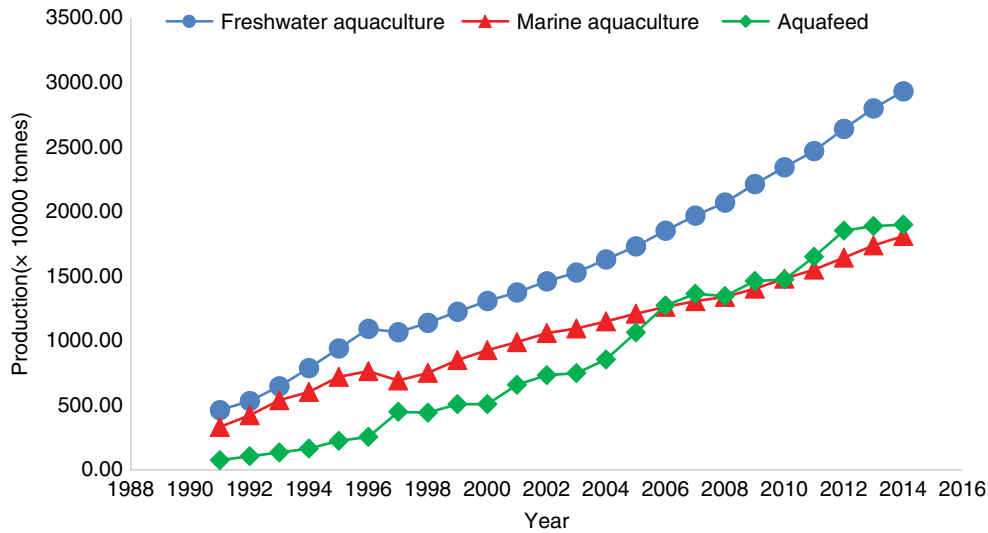 Freshwater aquaculture Marine aquaculture Aquafeed
Production(× 10000 tonnes)
3500.00
3000.00
2500.00
2000.00
1500.00
1000.00
500.00
0.00
1988 1990 1992 1994 1996 1998 2000 2002 2004 2006 2008 2010 2012 2014 2016
Year